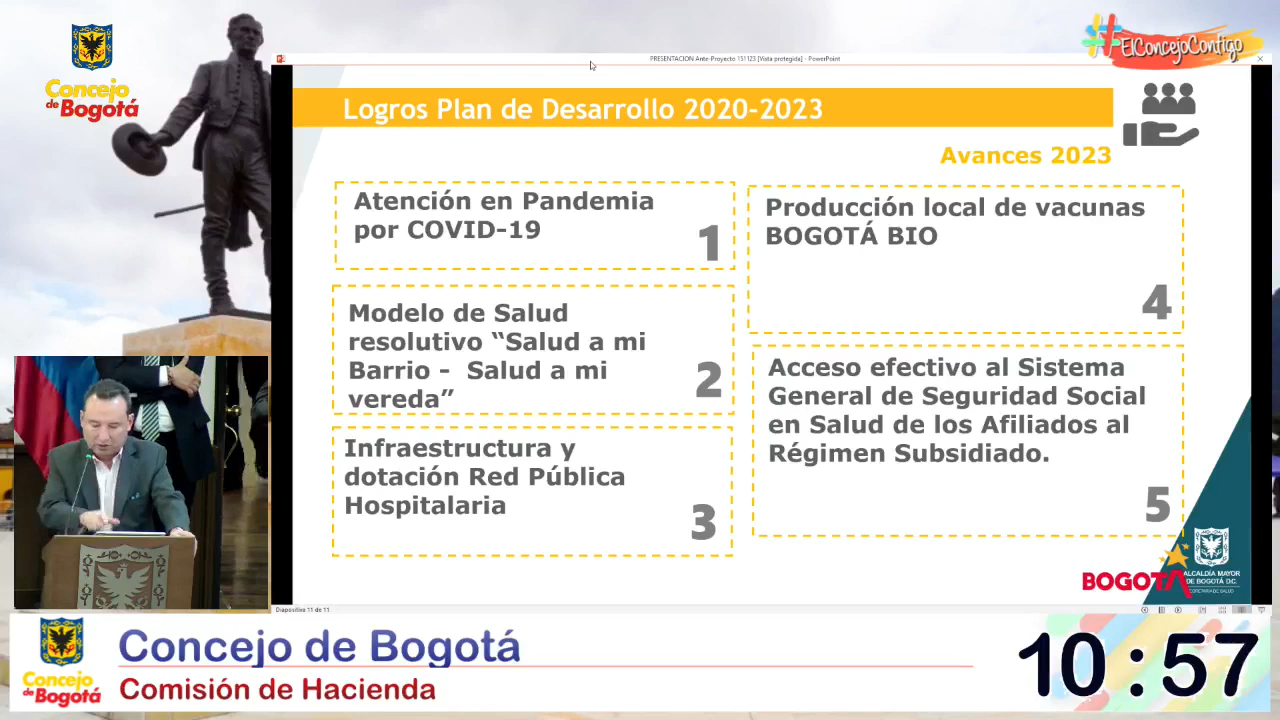 Concejo
de Bogotá
#ElConcejoContigo
PRESENTACION Ante-Proyecto 151123 [Vista protegida] - PowerPoint
Logros Plan de Desarrollo 2020-2023
Avances 2023
Atención en Pandemia
por COVID-19
1
Modelo de Salud
resolutivo “Salud a mi
Barrio - Salud a mi
vereda”
2
Infraestructura y
dotación Red Pública
Hospitalaria
3
Producción local de vacunas
BOGOTÁ BIO
4
Acceso efectivo al Sistema
General de Seguridad Social
en Salud de los Afiliados al
Régimen Subsidiado.
5
BOGOTÁ
ALCALDÍA MAYOR
DE BOGOTÁ D.C.
SECRETARÍA DE SALUD
Diapositiva 11 de 11
Concejo
de Bogotá
Concejo de Bogotá
Comisión de Hacienda
10:57